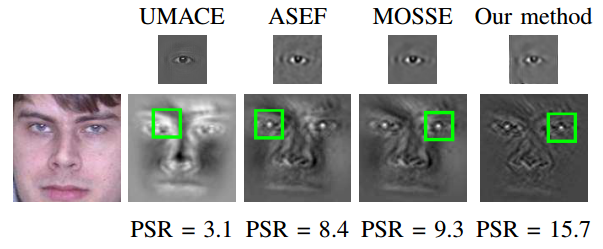 UMACE ASEF MOSSE Our method
PSR = 3.1 PSR = 8.4 PSR = 9.3 PSR = 15.7